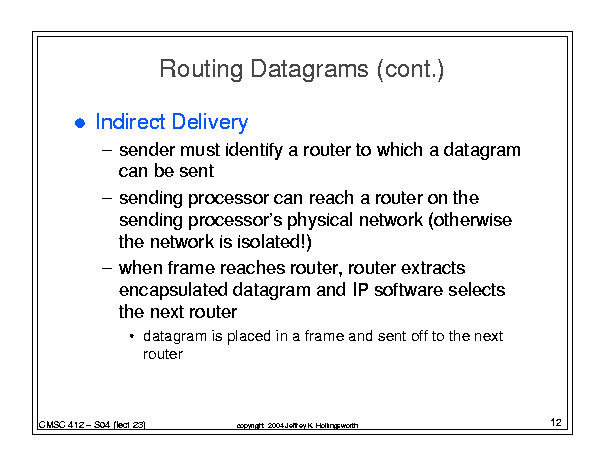 Routing Datagrams (cont.)
● Indirect Delivery
– sender must identify a router to which a datagram
can be sent
– sending processor can reach a router on the
sending processor's physical network (otherwise
the network is isolated!)
– when frame reaches router, router extracts
encapsulated datagram and IP software selects
the next router
• datagram is placed in a frame and sent off to the next
router
CMSC 412 – S04 (lect 23)
copyright 2004 Jeffrey K. Hollingsworth
12